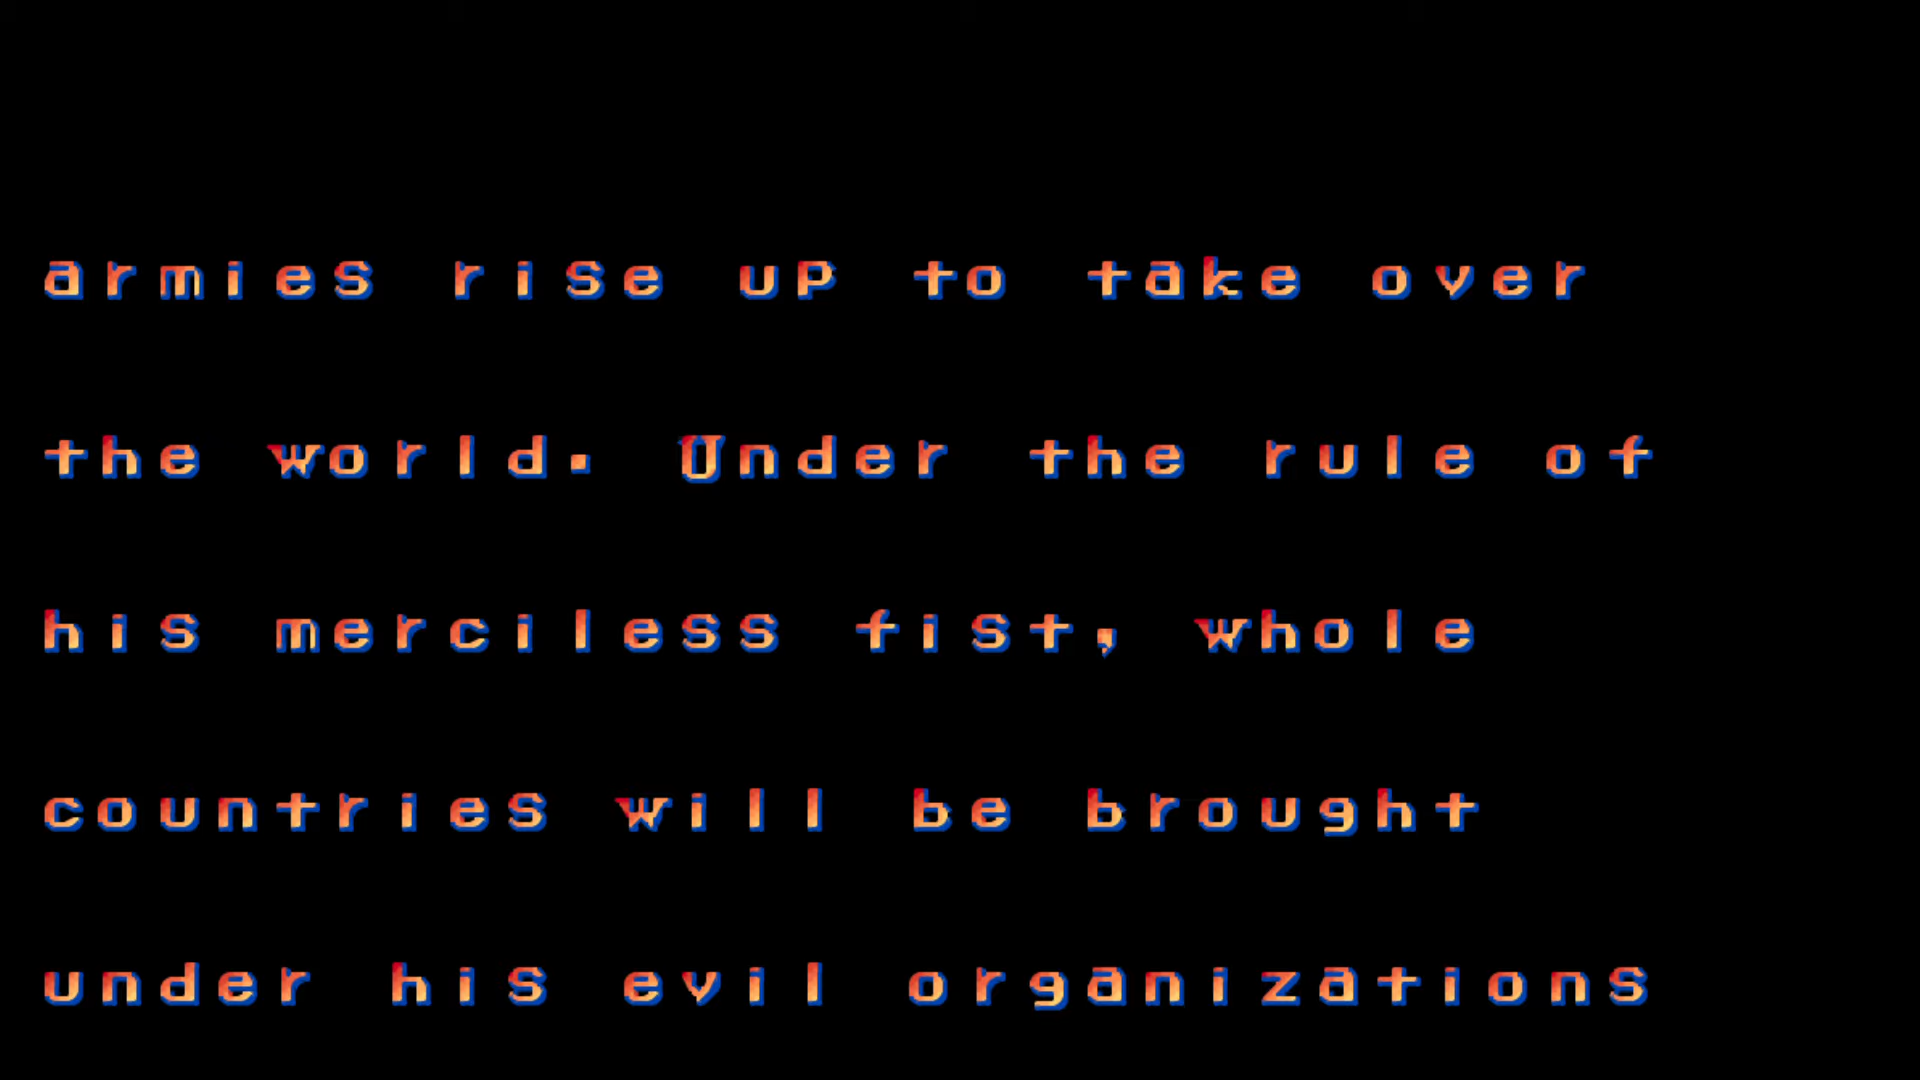 armies rise up to take over
the world. Under the rule of
his merciless fist, whole
countries will be brought
under his evil organizations